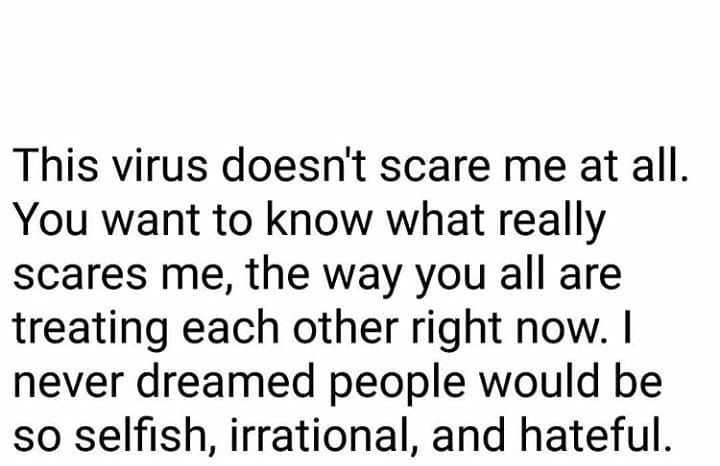 This virus doesn't scare me at all.
You want to know what really
scares me, the way you all are
treating each other right now. I
never dreamed people would be
so selfish, irrational, and hateful.